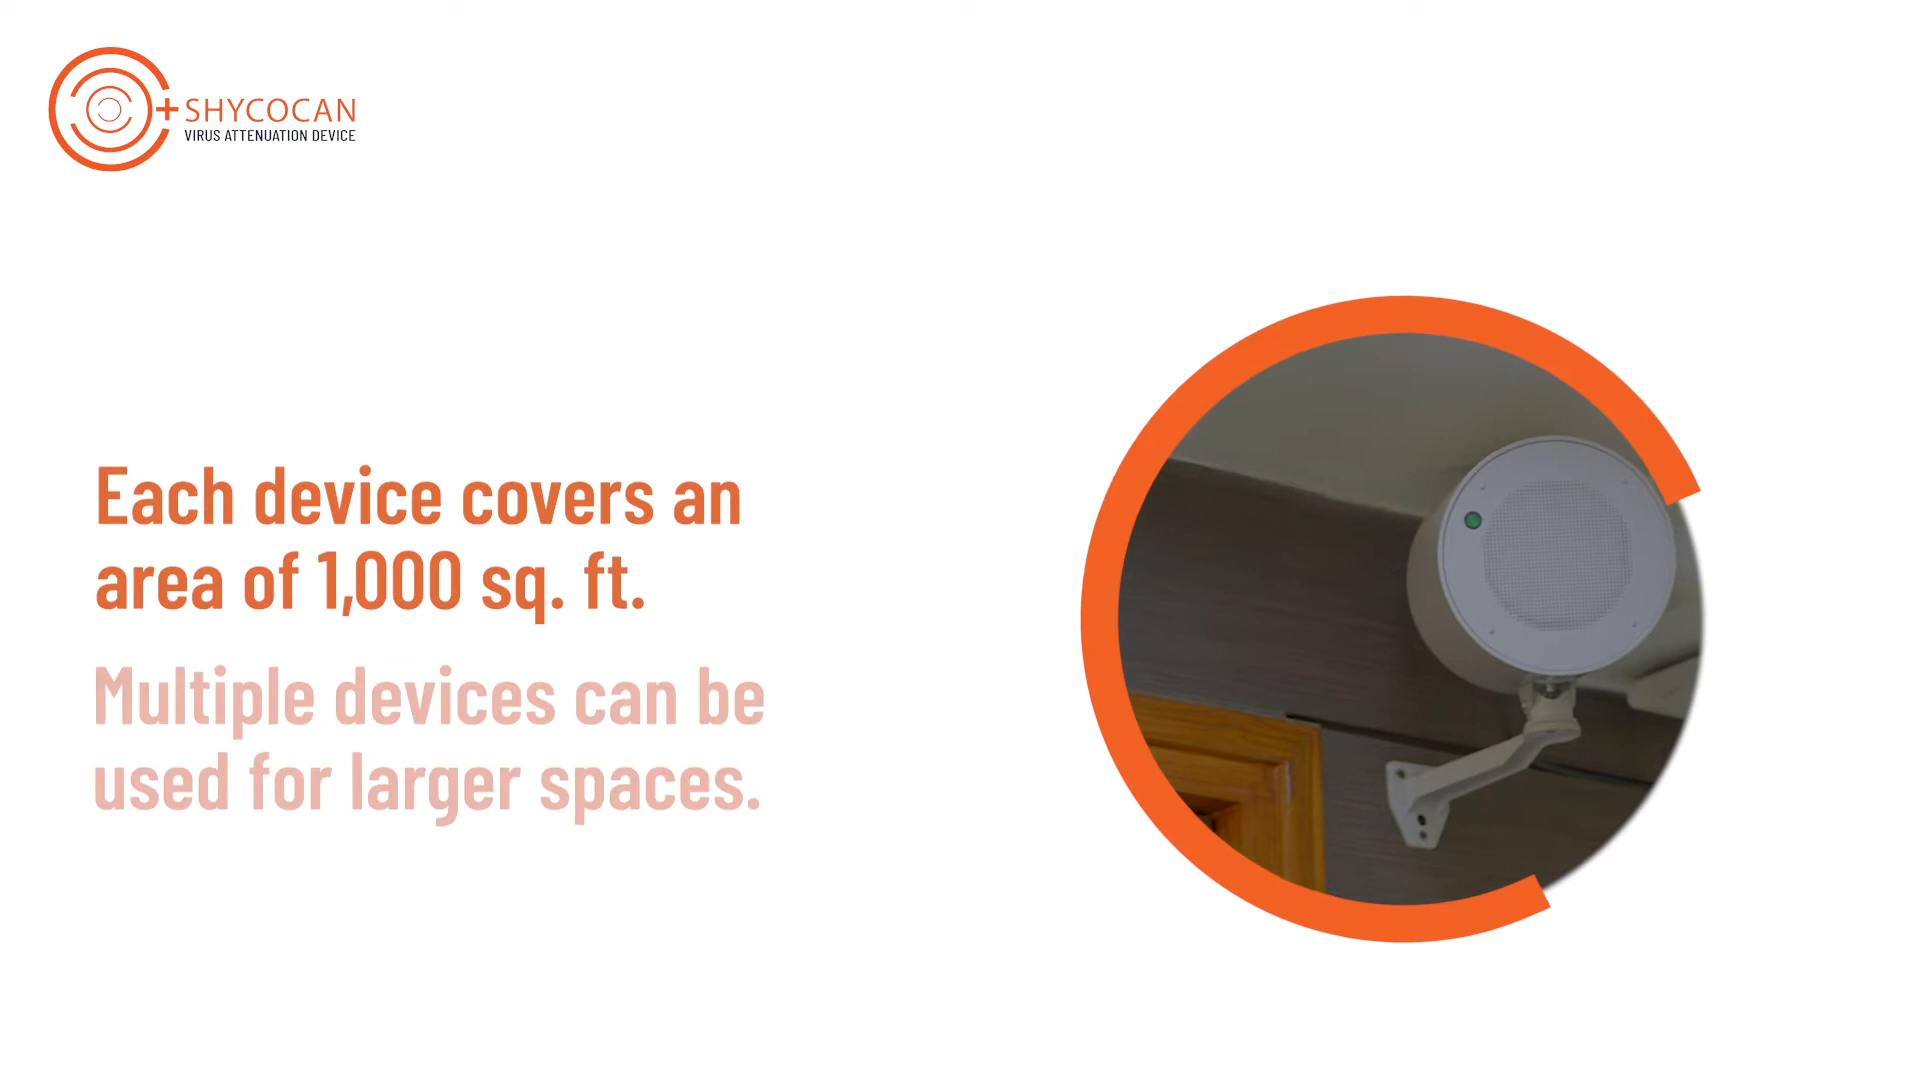 SHYCOCAN
VIRUS ATTENUATION DEVICE
Each device covers an
area of 1,000 sq. ft.
Multiple devices can be
used for larger spaces.